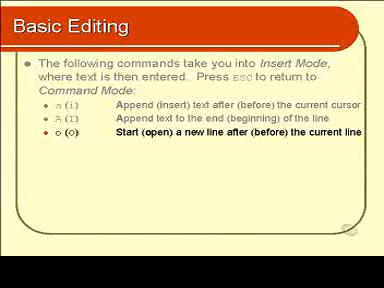 Basic Editing
The following commands take you into Insert Mode,
where text is then entered. Press ESC to return to
Command Mode:
a (i) Append (insert) text after (before) the current cursor
A (I) Append text to the end (beginning) of the line
o (O) Start (open) a new line after (before) the current line